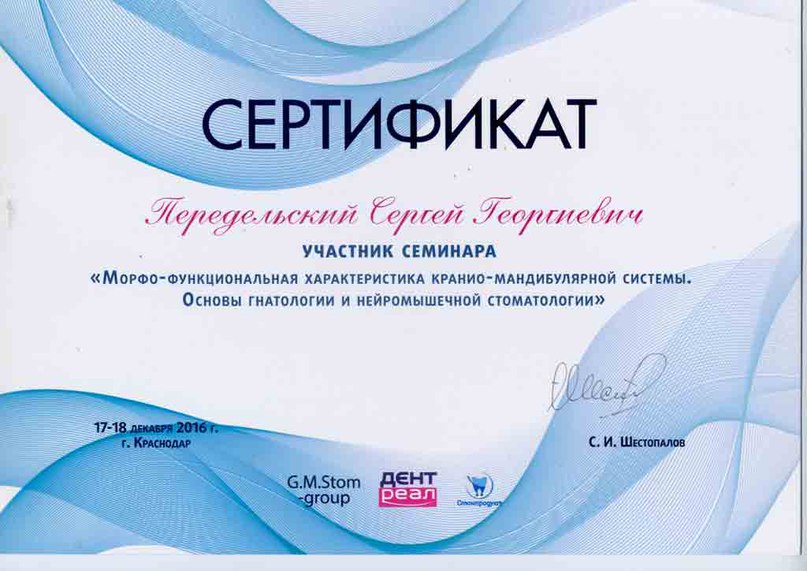 СЕРТИФИКАТ
Передельский Сергей Георгиевич
УЧАСТНИК СЕМИНАРА
«Морфо-функциональная характеристика кранио-мандибулярной системы.
Основы гнатологии и нейромышечной стоматологии»
17-18 декабря 2016 г.
г. Краснодар
С. И. Шестопалов
G.M.Stom
-group
ДЕНТ
реал
Стомпродукт